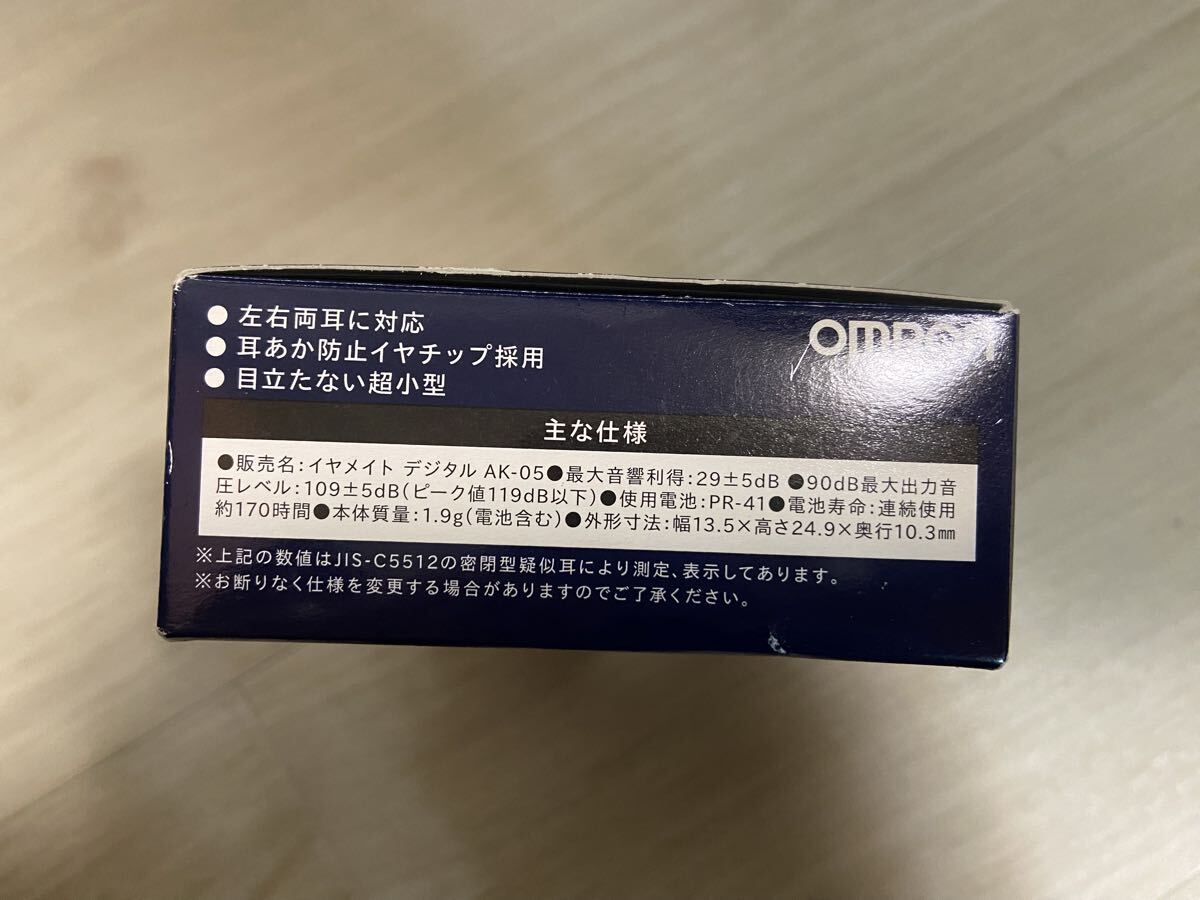 ● 左右両耳に対応
● 耳あか防止イヤチップ採用
● 目立たない超小型
OMRON
主な仕様
●販売名:イヤメイト デジタル AK-05●最大音響利得:29±5dB ●90dB最大出力音
圧レベル:109±5dB(ピーク値119dB以下)●使用電池:PR-41●電池寿命:連続使用
約170時間●本体質量:1.9g(電池含む)●外形寸法:幅13.5×高さ24.9×奥行10.3㎜
※上記の数値はJIS-C5512の密閉型疑似耳により測定、表示してあります。
※お断りなく仕様を変更する場合がありますのでご了承ください。